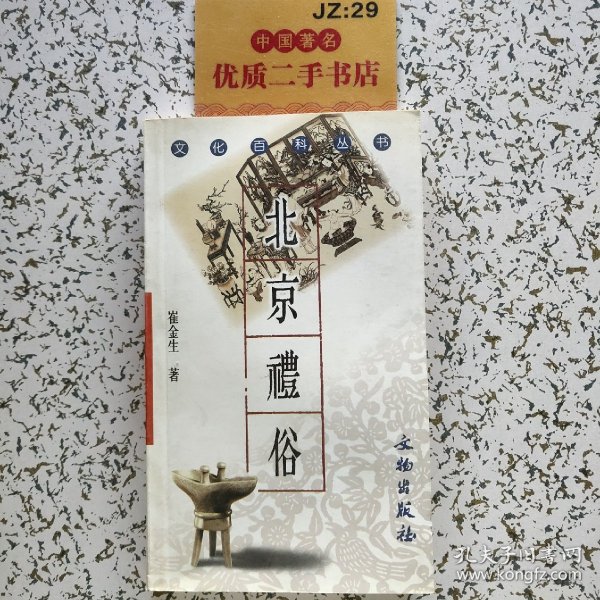 JZ:29
中国著名
优质二手书店
文化百科丛书
北京禮俗
崔金生 著
文物出版社
孔夫子旧书网
www.kongfz.com